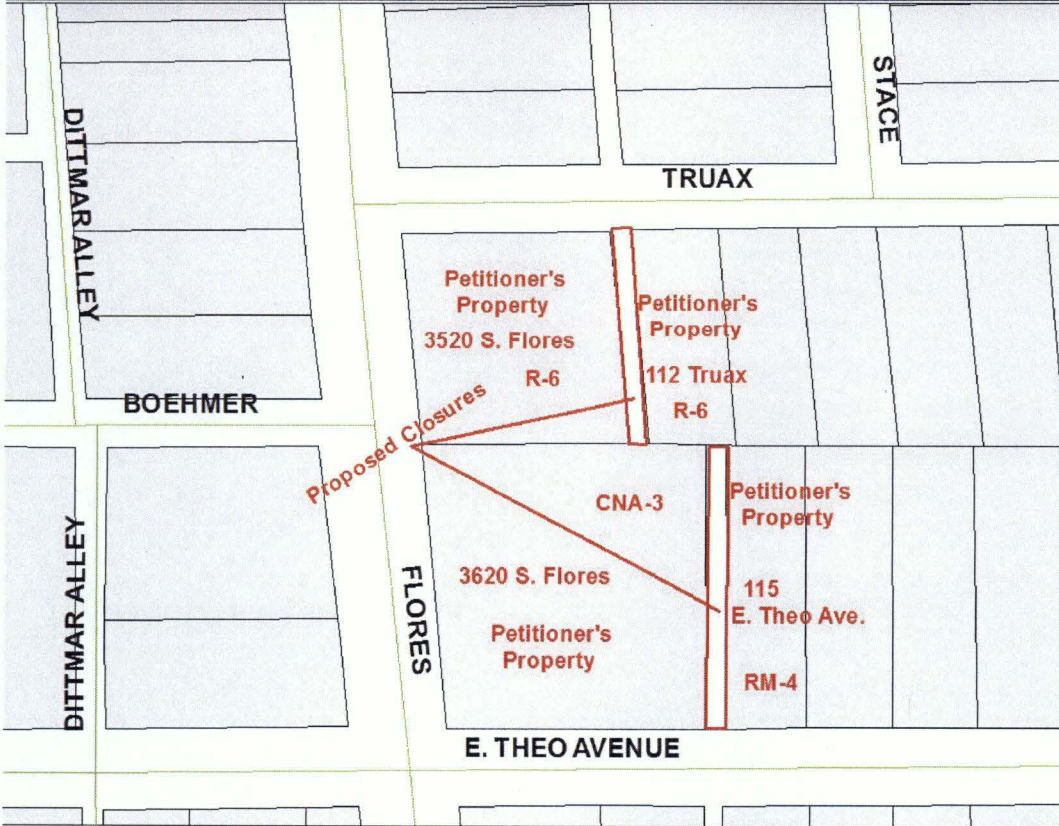 STACE
DITTMAR ALLEY
TRUAX
Petitioner's
Property
3520 S. Flores
R-6
Petitioner's
Property
112 Truax
R-6
BOEHMER
Proposed Closures
CNA-3
Petitioner's
Property
DITTMAR ALLEY
FLORES
3620 S. Flores
Petitioner's
Property
115
E. Theo Ave.
RM-4
E. THEO AVENUE